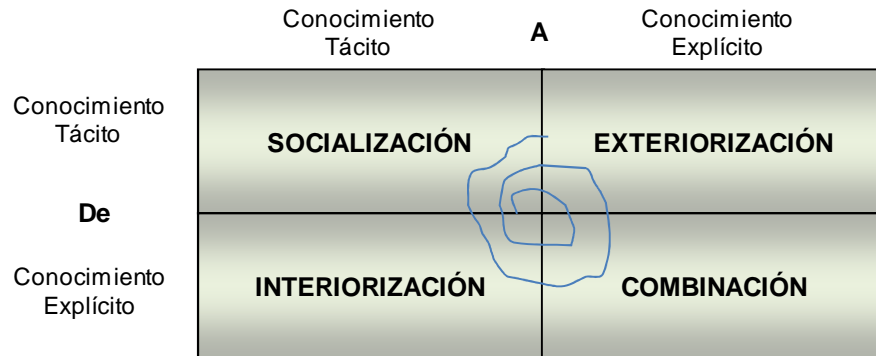 Conocimiento
Tácito
A
Conocimiento
Explícito
Conocimiento
Tácito
SOCIALIZACIÓN
EXTERIORIZACIÓN
De
Conocimiento
Explícito
INTERIORIZACIÓN
COMBINACIÓN